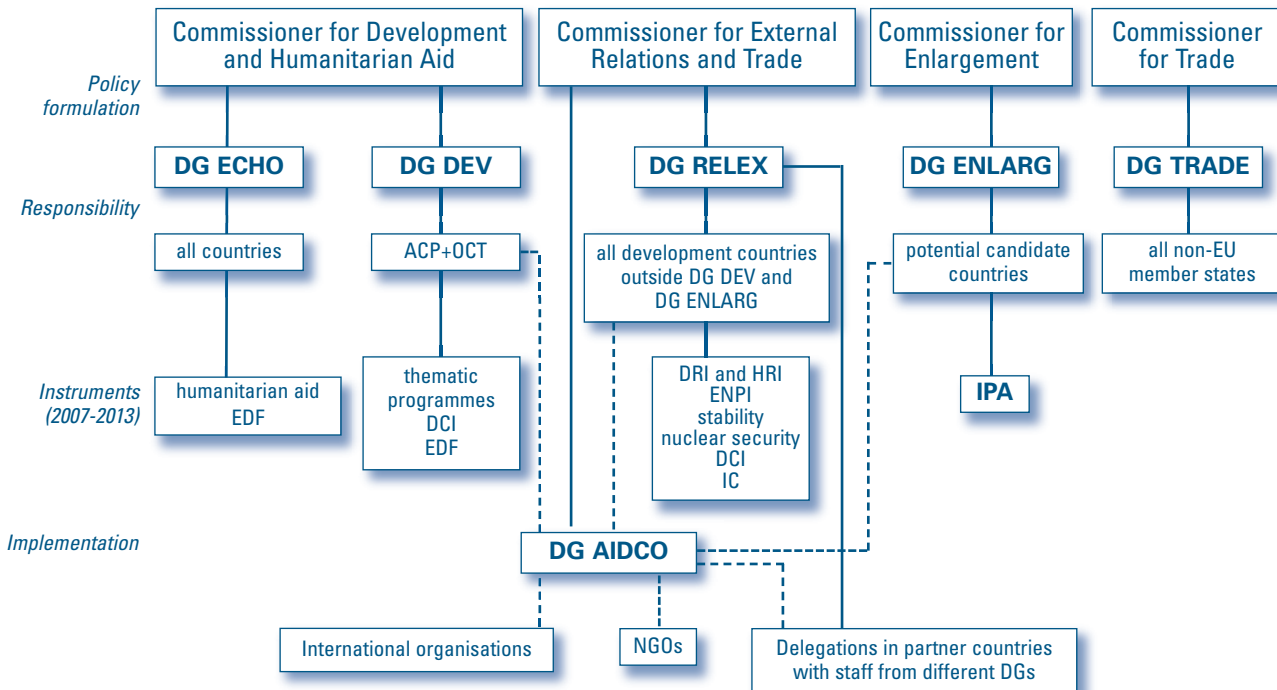 Commissioner for Development
and Humanitarian Aid
Commissioner for External
Relations and Trade
Commissioner for
Enlargement
Commissioner
for Trade
Policy
formulation
DG ECHO
DG DEV
DG RELEX
DG ENLARG
DG TRADE
Responsibility
all countries
ACP+OCT
all development countries
outside DG DEV and
DG ENLARG
potential candidate
countries
all non-EU
member states
Instruments
(2007-2013)
humanitarian aid
EDF
thematic
programmes
DCI
EDF
DRI and HRI
ENPI
stability
nuclear security
DCI
IC
IPA
Implementation
DG AIDCO
International organisations
NGOs
Delegations in partner countries
with staff from different DGs